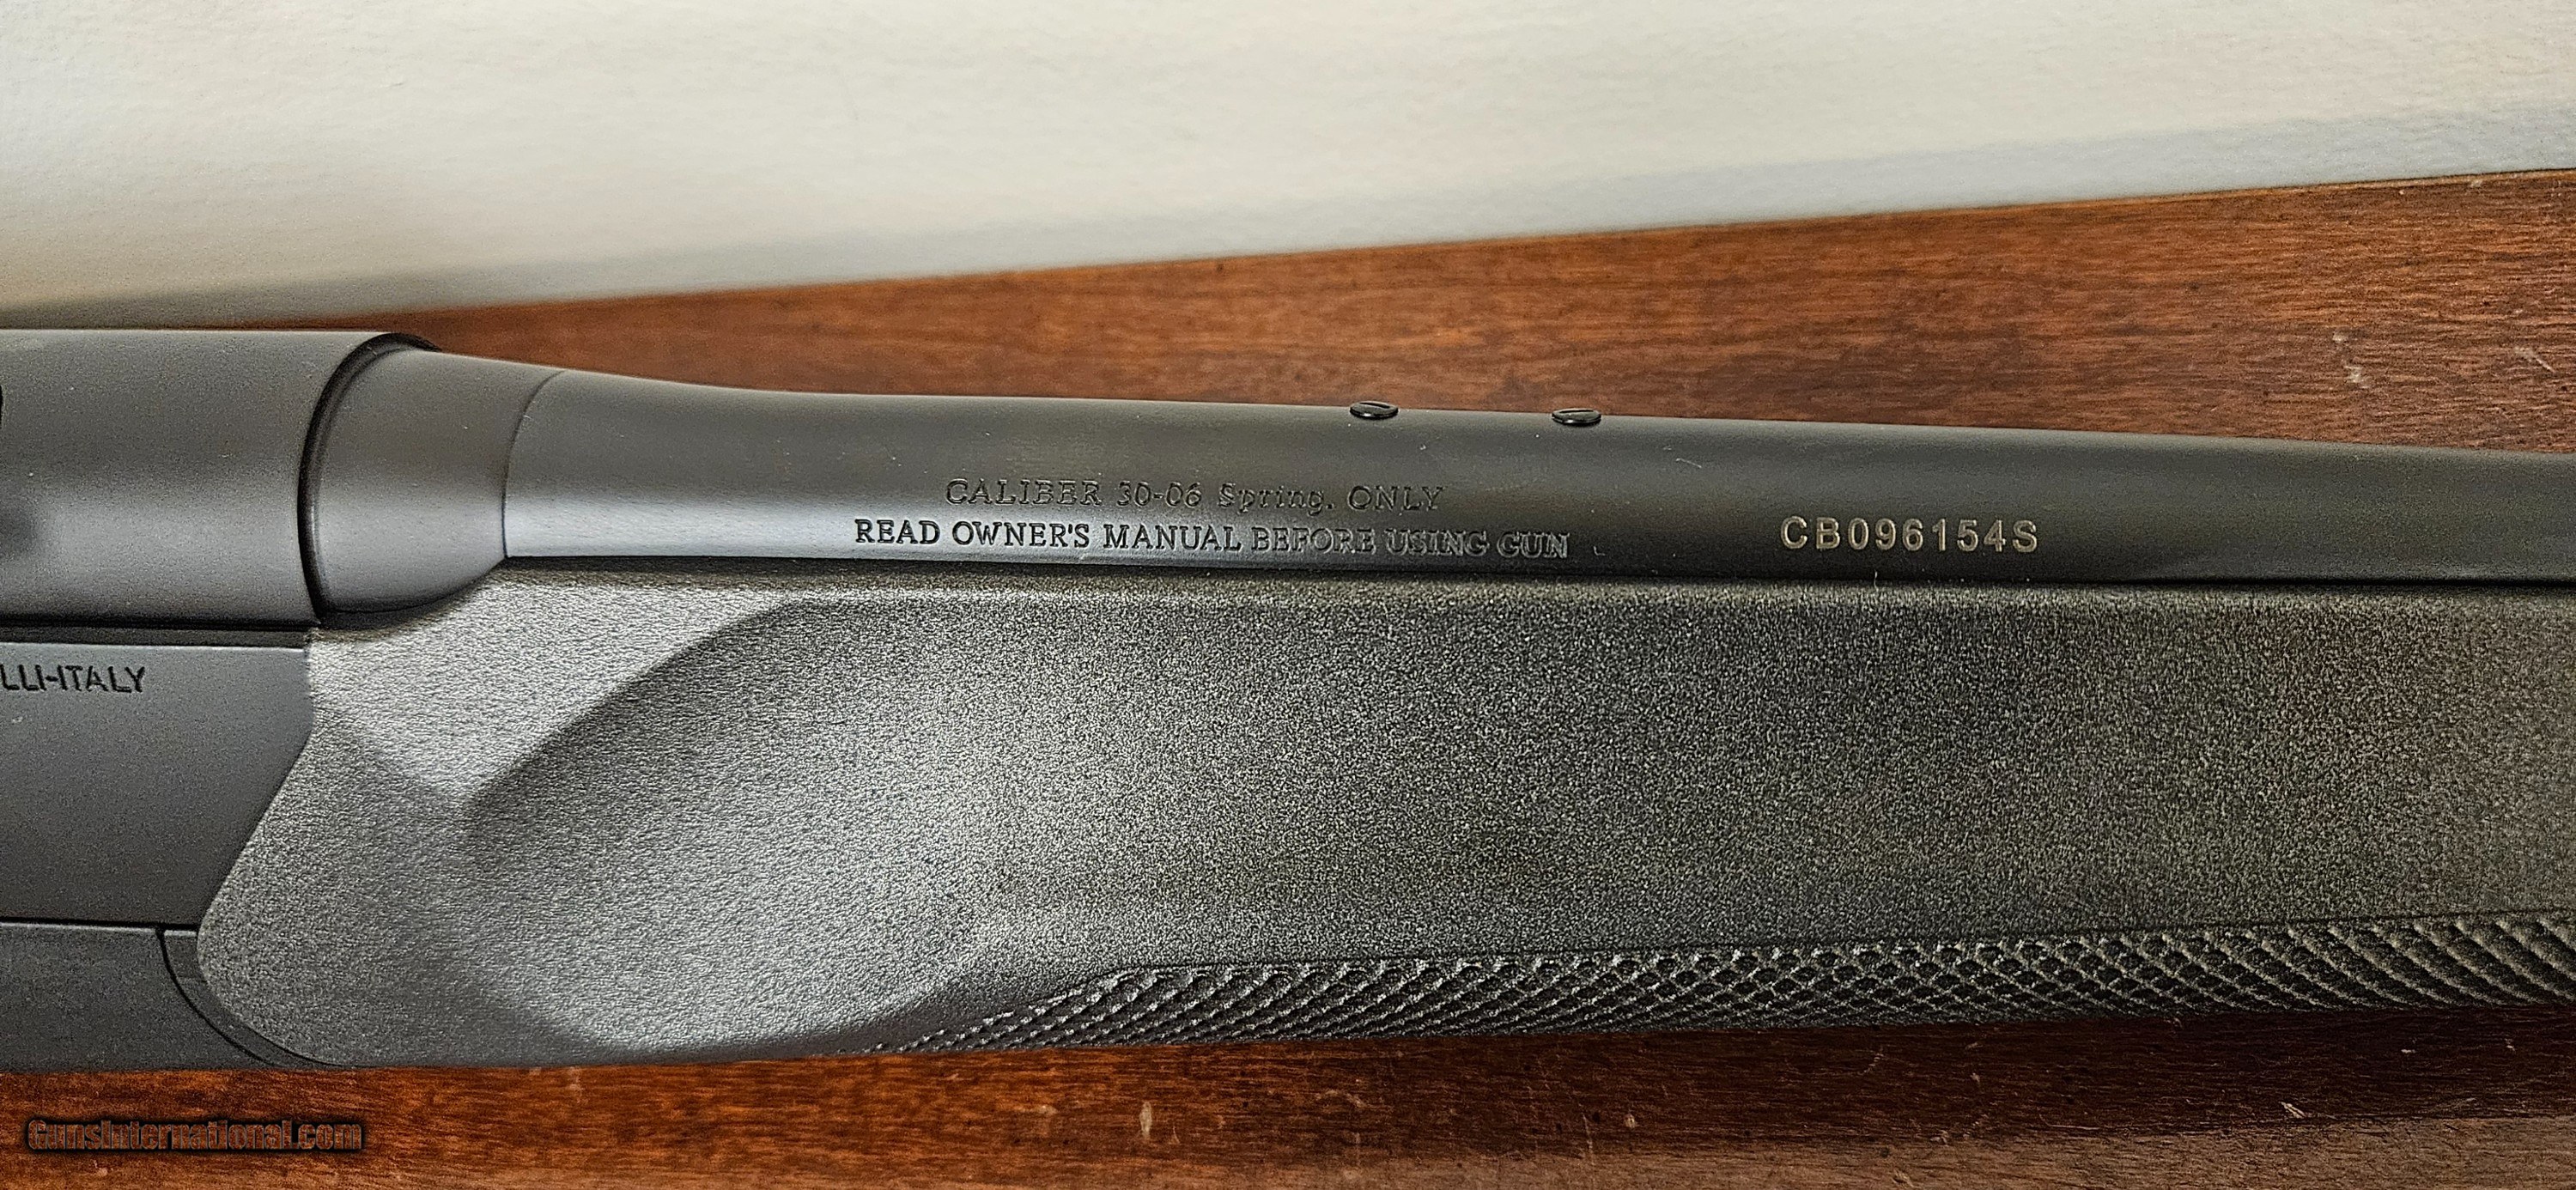 CALIBER 30-06 Spring. ONLY
READ OWNER'S MANUAL BEFORE USING GUN
CB096154S
LLI-ITALY
GunsInternational.com